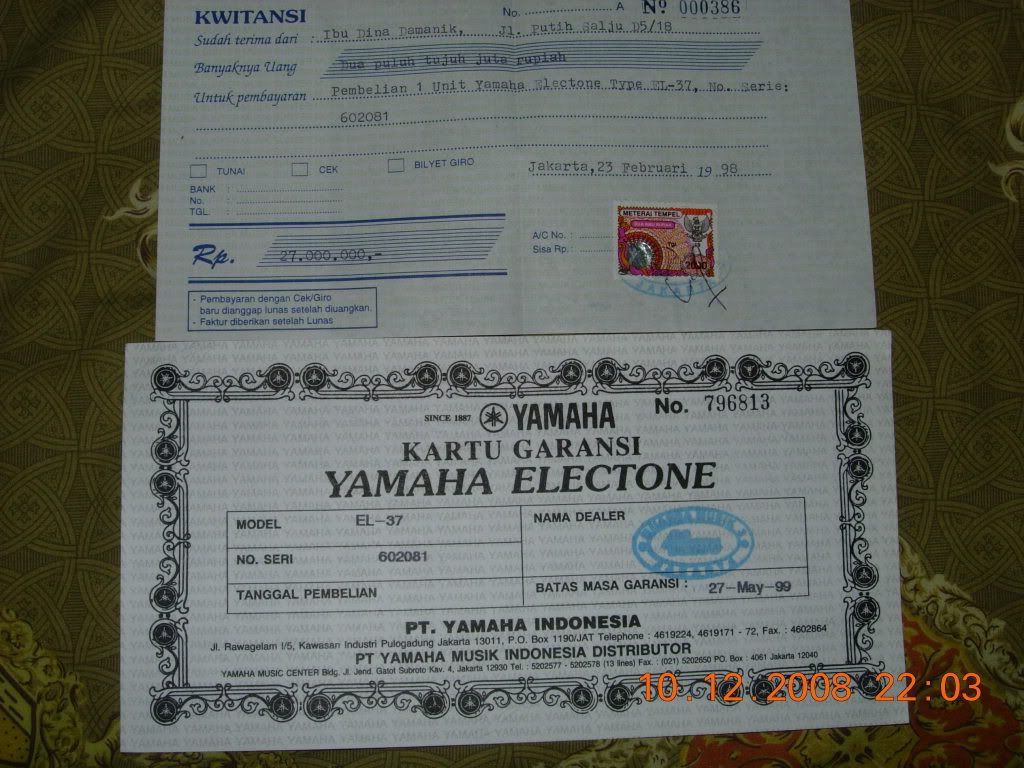 KWITANSI No. A Nº 000386
Sudah terima dari : Ibu Dina Damanik, Jl. Putih Salju D5/18
Banyaknya Uang Dua puluh tujuh juta rupiah
Untuk pembayaran Pembelian 1 Unit Yamaha Electone Type EL-37, No. Serie:
602081
TUNAI CEK BILYET GIRO
Jakarta, 23 Februari 19 98
BANK :
No. :
TGL. :
A/C No. :
Sisa Rp. :
METERAI TEMPEL
2000
JAKARTA
Rp. 27.000.000,-
- Pembayaran dengan Cek/Giro
baru dianggap lunas setelah diuangkan.
- Faktur diberikan setelah Lunas
SINCE 1887 YAMAHA No. 796813
KARTU GARANSI
YAMAHA ELECTONE
MODEL EL-37
NAMA DEALER
NO. SERI 602081
TANGGAL PEMBELIAN
BATAS MASA GARANSI : 27-May-99
PT. YAMAHA INDONESIA
Jl. Rawagelam I/5, Kawasan Industri Pulogadung Jakarta 13011, P.O. Box 1190/JAT Telephone : 4619224, 4619171 - 72, Fax. : 4602864
PT YAMAHA MUSIK INDONESIA DISTRIBUTOR
YAMAHA MUSIC CENTER Bldg. Jl. Jend. Gatot Subroto Kav. 4, Jakarta 12930 Tel. : 5202577 - 5202578 (13 lines) Fax. : (021) 5202650 PO. Box : 4061 Jakarta 12040
10.12.2008 22:03